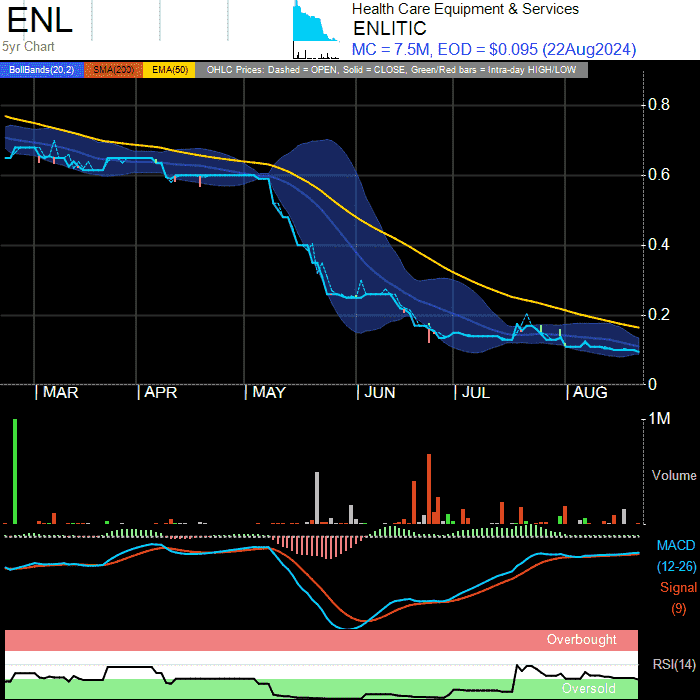 ENL
5yr Chart
Health Care Equipment & Services
ENLITIC
MC = 7.5M, EOD = $0.095 (22Aug2024)
BollBands(20,2) SMA(200) EMA(50) OHLC Prices: Dashed = OPEN, Solid = CLOSE, Green/Red bars = Intra-day HIGH/LOW
0.8
0.6
0.4
0.2
0
MAR APR MAY JUN JUL AUG
1M
Volume
MACD
(12-26)
Signal
(9)
Overbought
RSI(14)
Oversold